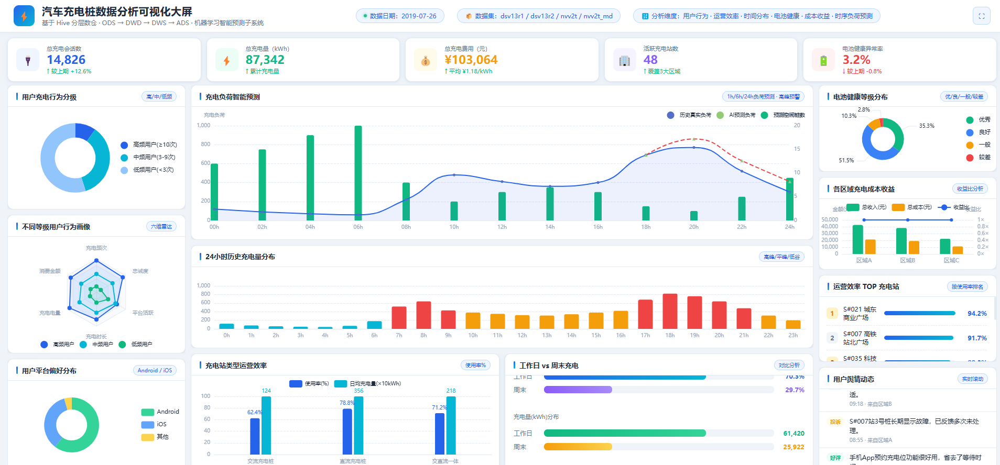 汽车充电桩数据分析可视化大屏
基于 Hive 分层数仓 · ODS → DWD → DWS → ADS · 机器学习智能预测子系统
数据日期：2019-07-26
数据集：dsv13r1 / dsv13r2 / nvv2t / nvv2t_md
分析维度：用户行为 · 运营效率 · 时间分布 · 电池健康 · 成本收益 · 时序负荷预测
总充电会话数
14,826
↑ 较上期 +12.6%
总充电量（kWh）
87,342
↑ 累计充电量
总充电费用（元）
¥103,064
↑ 平均 ¥1.18/kWh
活跃充电站数
48
↑ 覆盖3大区域
电池健康异常率
3.2%
↓ 较上期 -0.8%
用户充电行为分级
高/中/低频
高频用户(≥10次)
中频用户(3-9次)
低频用户(<3次)
不同等级用户行为画像
六维雷达
充电频次
消费金额
忠诚度
充电电量
平台活跃
充电时长
高频用户
中频用户
低频用户
用户平台偏好分布
Android / iOS
Android
iOS
其他
充电负荷智能预测
1h/6h/24h负荷预测 · 高峰预警
充电负荷
历史真实负荷
AI预测负荷
预测空闲桩数
1,000
800
600
400
200
0
20
15
10
5
0
00h
02h
04h
06h
08h
10h
12h
14h
16h
18h
20h
22h
24h
24小时历史充电量分布
高峰/平峰/低谷
1,000
800
600
400
200
0
0h
1h
2h
3h
4h
5h
6h
7h
8h
9h
10h
11h
12h
13h
14h
15h
16h
17h
18h
19h
20h
21h
22h
23h
充电站类型运营效率
使用率%
使用率(%)
日均充电量(×10kWh)
100
80
60
40
20
0
62.4%
124
78.8%
356
71.2%
218
交流充电桩
直流充电桩
交直流一体
工作日 vs 周末充电
对比分析
工作日
70.3%
周末
29.7%
充电量(kWh)分布
工作日
61,420
周末
25,922
电池健康等级分布
优/良/一般/较差
2.8%
10.3%
35.3%
51.5%
优秀
良好
一般
较差
各区域充电成本收益
收益比分析
总收入(元)
总成本(元)
收益比
收益比
50,000
40,000
30,000
20,000
10,000
0
1×
0.8×
0.6×
0.4×
0.2×
0×
区域A
区域B
区域C
运营效率 TOP 充电站
按使用率排名
1
S#021 城东
商业广场
94.2%
2
S#007 高铁
站北广场
91.7%
S#035 科技
用户舆情动态
实时滚动
适。
09:18 · 来自区域B
投诉
S#007站3号桩长期显示故障，已反馈多次未处
理。
08:55 · 来自区域A
好评
手机App预约充电位功能很好用，省去了等待时